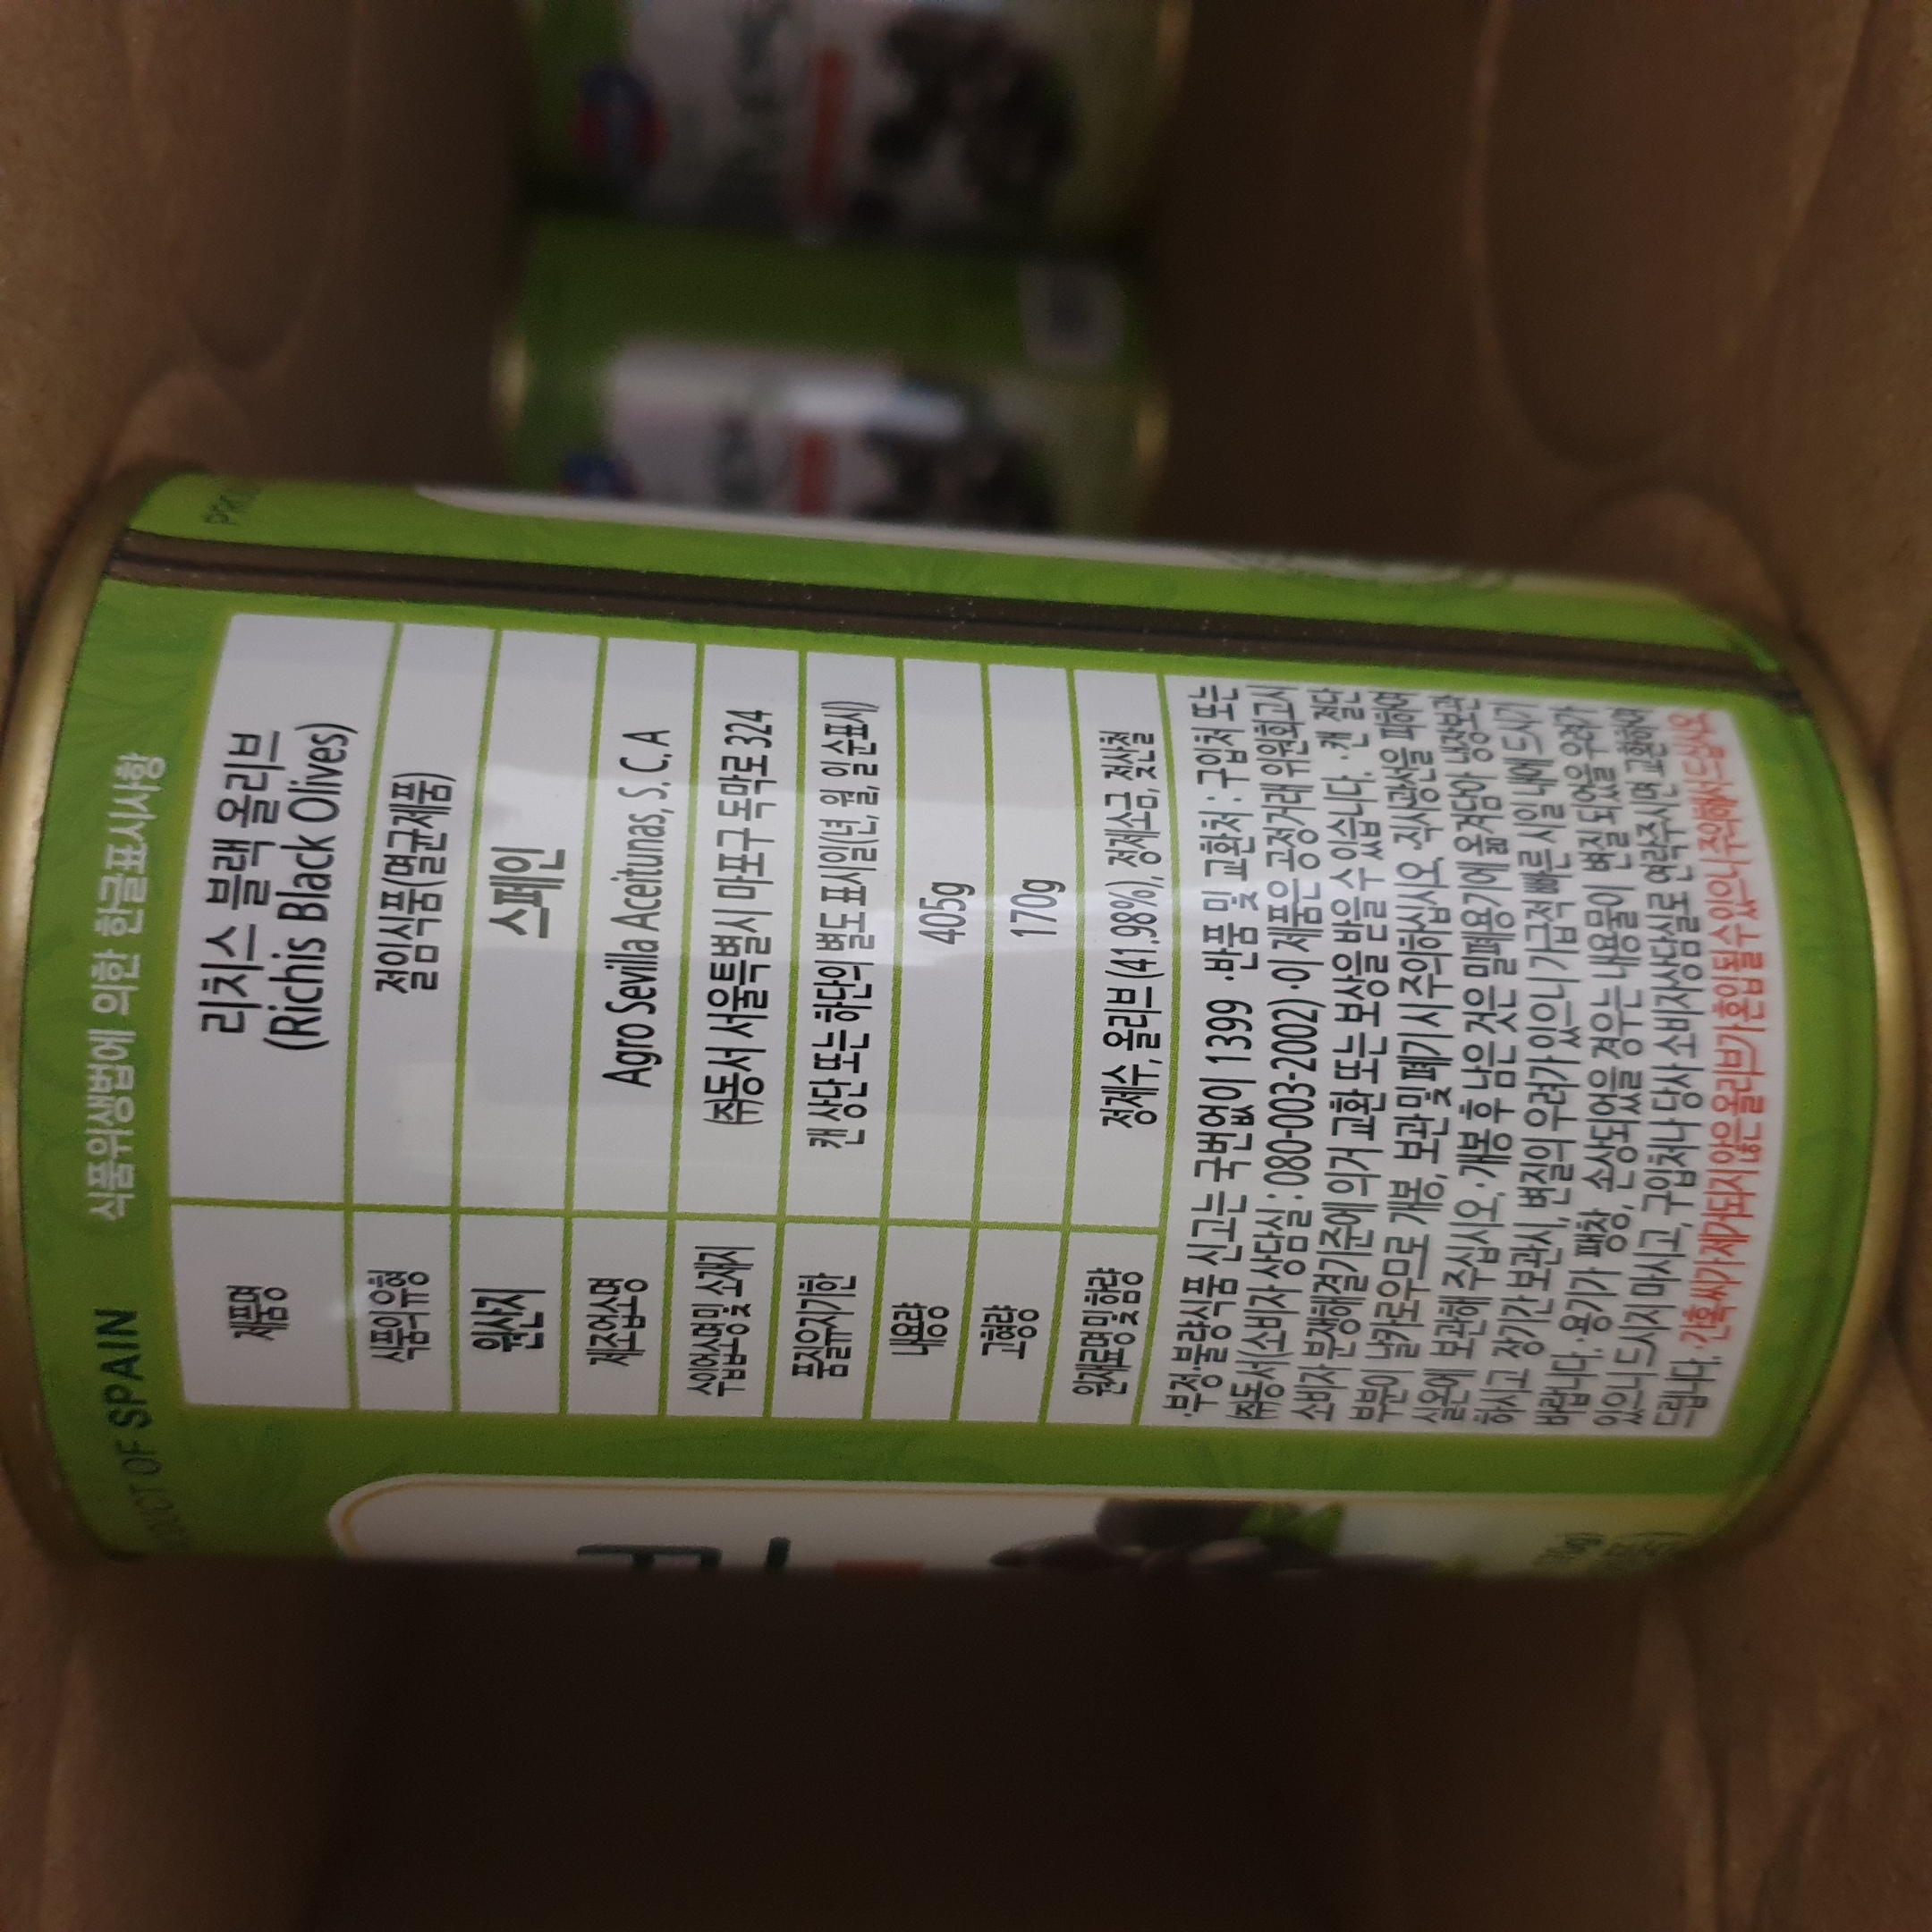 식품위생법에 의한 한글표시사항
제품명 리치스 블랙 올리브
(Richis Black Olives)
식품의 유형 절임식품(멸균제품)
원산지 스페인
제조업소명 Agro Sevilla Aceitunas, S. C. A
수입업소명 및 소재지 (주)동서 서울특별시 마포구 독막로 324
품질유지기한 캔 상단 또는 하단의 별도 표시일(년, 월, 일 순표시)
내용량 405g
고형량 170g
원재료명 및 함량 정제수, 올리브 (41.98%), 정제소금, 젖산철
·부정·불량식품 신고는 국번없이 1399 ·반품 및 교환처 : 구입처 또는
(주)동서(소비자 상담실 : 080-003-2002) ·이 제품은 공정거래 위원회 고시
소비자 분쟁해결기준에 의거 교환 또는 보상을 받을 수 있습니다. ·캔 절단
부분이 날카로우므로 개봉, 보관 및 폐기 시 주의하십시오. 직사광선을 피하여
실온에 보관해 주십시오. ·개봉 후 남은 것은 밀폐용기에 옮겨담아 냉장보관
하시고 장기간 보관시, 변질의 우려가 있으니 가급적 빠른 시일 내에 드시기
바랍니다. ·용기가 팽창, 손상되었을 경우는 내용물이 변질 되었을 우려가
있으니 드시지 마시고, 구입처나 당사 소비자상담실로 연락주시면 교환하여
드립니다. ·간혹 씨가 제거되지 않은 올리브가 혼입될 수 있으니 주의해서 드십시오.
PRODUCT OF SPAIN